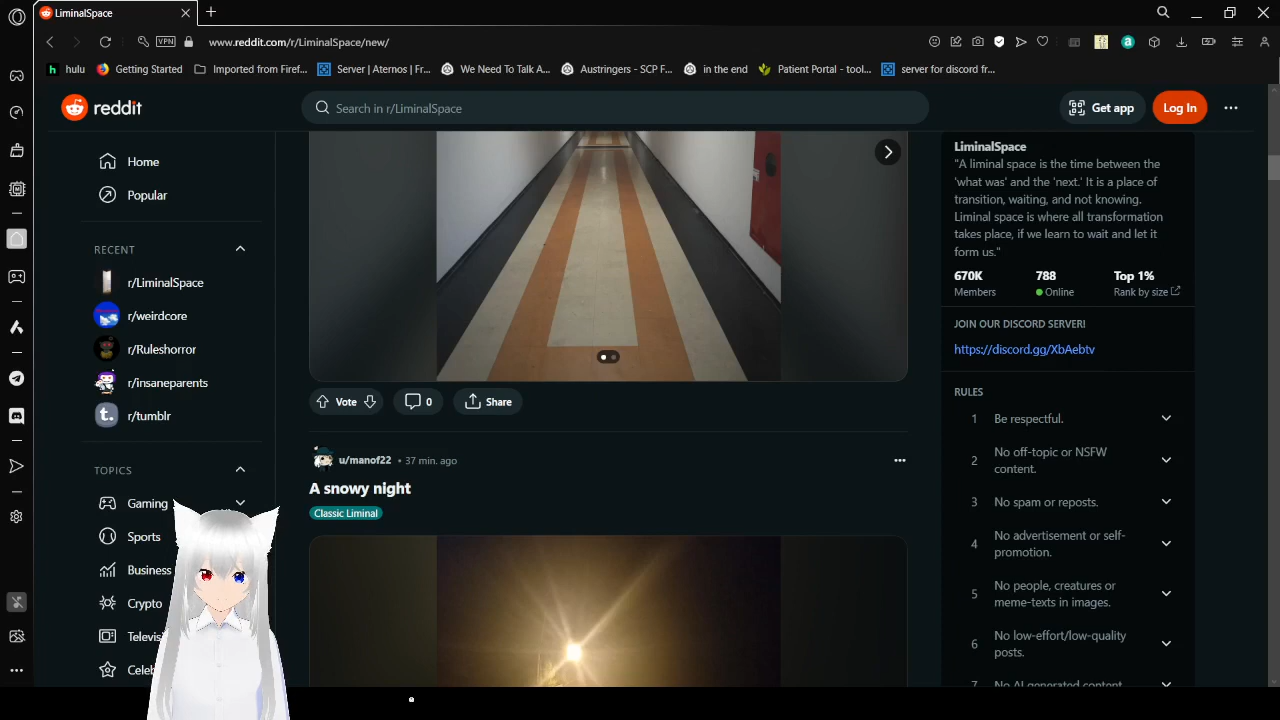 LiminalSpace
VPN
www.reddit.com/r/LiminalSpace/new/
hulu
Getting Started
Imported from Firef...
Server | Aternos | Fr...
We Need To Talk A...
Austringers - SCP F...
in the end
Patient Portal - tool...
server for discord fr...
reddit
Search in r/LiminalSpace
Get app
Log In
Home
Popular
RECENT
r/LiminalSpace
r/weirdcore
r/Ruleshorror
r/insaneparents
r/tumblr
TOPICS
Gaming
Sports
Business
Crypto
Televis
Celeb
Vote
0
Share
u/manof22 • 37 min. ago
A snowy night
Classic Liminal
LiminalSpace
"A liminal space is the time between the
'what was' and the 'next.' It is a place of
transition, waiting, and not knowing.
Liminal space is where all transformation
takes place, if we learn to wait and let it
form us."
670K 788 Top 1%
Members Online Rank by size
JOIN OUR DISCORD SERVER!
https://discord.gg/XbAebtv
RULES
1 Be respectful.
2 No off-topic or NSFW
content.
3 No spam or reposts.
4 No advertisement or self-
promotion.
5 No people, creatures or
meme-texts in images.
6 No low-effort/low-quality
posts.
7 No AI generated content